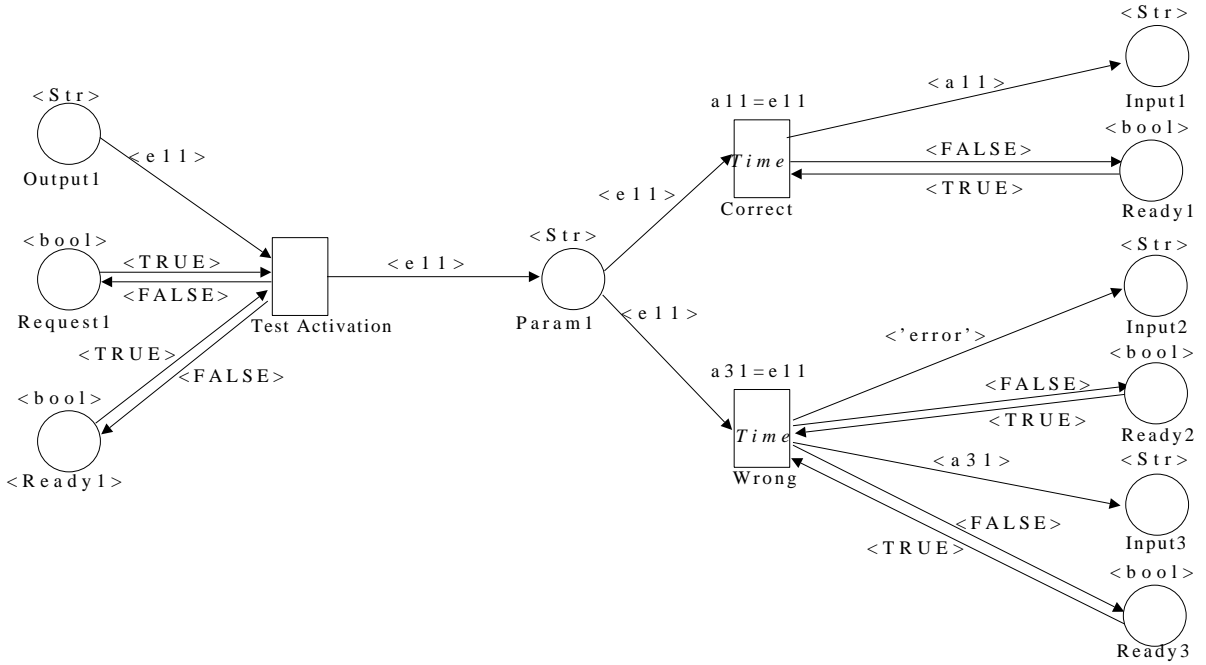 <Str>
Output1
<e11>
<bool>
Request1
<TRUE>
<FALSE>
<TRUE>
<FALSE>
<bool>
<Ready1>
Test Activation
<e11>
<Str>
Param1
<e11>
<e11>
a11=e11
Time
Correct
<a11>
<FALSE>
<TRUE>
<Str>
Input1
<bool>
Ready1
a31=e11
Time
Wrong
<'error'>
<FALSE>
<TRUE>
<a31>
<FALSE>
<TRUE>
<Str>
Input2
<bool>
Ready2
<Str>
Input3
<bool>
Ready3